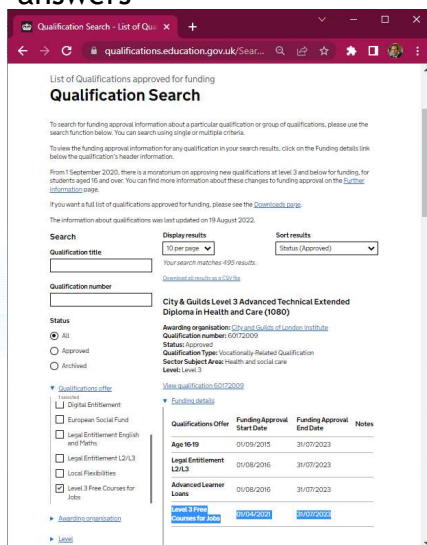 answers
Qualification Search - List of Qua
qualifications.education.gov.uk/Sear...
List of Qualifications approved for funding
Qualification Search
To search for funding approval information about a particular qualification or group of qualifications, please use the
search function below. You can search using single or multiple criteria.
To view the funding approval information for any qualification in your search results, click on the Funding details link
below the qualification's header information.
From 1 September 2020, there is a moratorium on approving new qualifications at level 3 and below for funding, for
students aged 16 and over. You can find more information about these changes to funding approval on the Further
Information page.
If you want a full list of qualifications approved for funding, please see the Downloads page.
The information about qualifications was last updated on 19 August 2022.
Search
Qualification title
Qualification number
Status
All
Approved
Archived
Qualifications offer
1 selected
Digital Entitlement
European Social Fund
Legal Entitlement English
and Maths
Legal Entitlement L2/L3
Local Flexibilities
Level 3 Free Courses for
Jobs
Awarding organisation
Level
Display results
10 per page
Sort results
Status (Approved)
Your search matches 495 results.
Download all results as a CSV file
City & Guilds Level 3 Advanced Technical Extended
Diploma in Health and Care (1080)
Awarding organisation: City and Guilds of London Institute
Qualification number: 60172009
Status: Approved
Qualification Type: Vocationally-Related Qualification
Sector Subject Area: Health and social care
Level: Level 3
View qualification 60172009
Funding details
Qualifications Offer Funding Approval Start Date Funding Approval End Date Notes
Age 16-19 01/09/2015 31/07/2023
Legal Entitlement L2/L3 01/08/2016 31/07/2023
Advanced Learner Loans 01/08/2016 31/07/2023
Level 3 Free Courses for Jobs 01/04/2021 31/07/2023